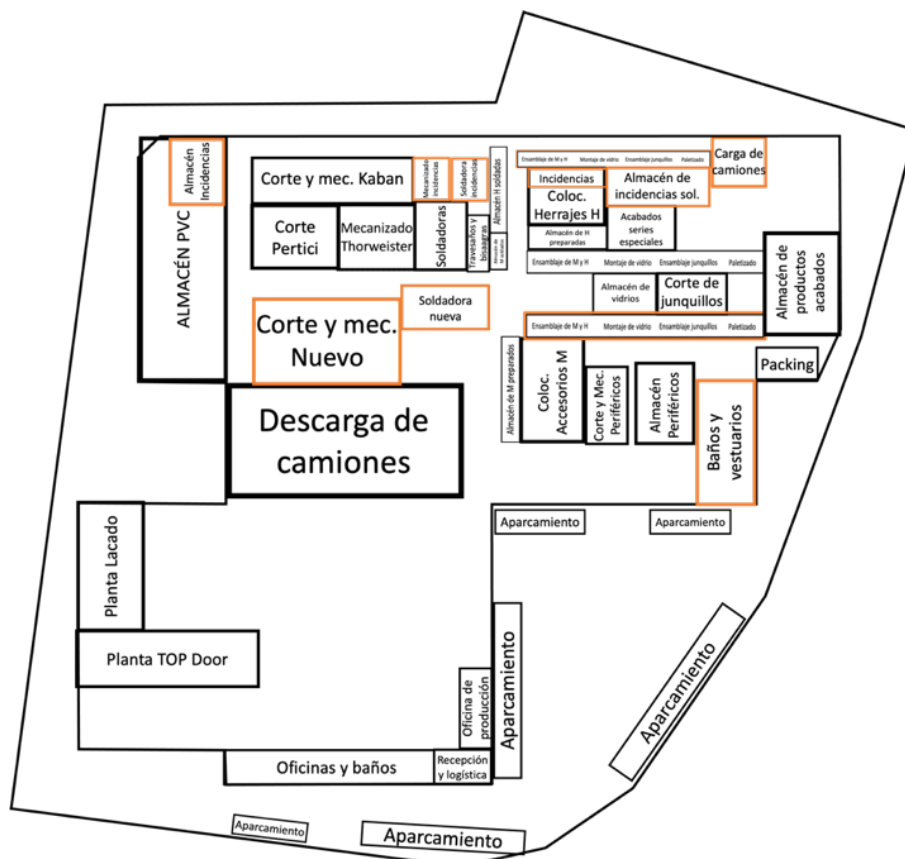 Almacén
Incidencias
ALMACÉN PVC
Corte y mec. Kaban
Mecanizado
incidencias
Soldadora
incidencias
Almacén H soldadas
Ensamblaje de M y H Montaje de vidrio Ensamblaje junquillos Paletizado
Carga de
camiones
Incidencias
Almacén de
incidencias sol.
Coloc.
Herrajes H
Corte
Pertici
Mecanizado
Thorweister
Soldadoras
Travesaños y
bisaagras
Almacén de
M soldados
Almacén de H
preparadas
Acabados
series
especiales
Ensamblaje de M y H Montaje de vidrio Ensamblaje junquillos Paletizado
Almacén de
productos
acabados
Almacén de
vidrios
Corte de
junquillos
Soldadora
nueva
Corte y mec.
Nuevo
Ensamblaje de M y H Montaje de vidrio Ensamblaje junquillos Paletizado
Almacén de M preparados
Coloc.
Accesorios M
Corte y Mec.
Periféricos
Almacén
Periféricos
Packing
Baños y
vestuarios
Descarga de
camiones
Aparcamiento
Aparcamiento
Planta Lacado
Planta TOP Door
Aparcamiento
Aparcamiento
Oficina de
producción
Oficinas y baños
Recepción
y logística
Aparcamiento
Aparcamiento